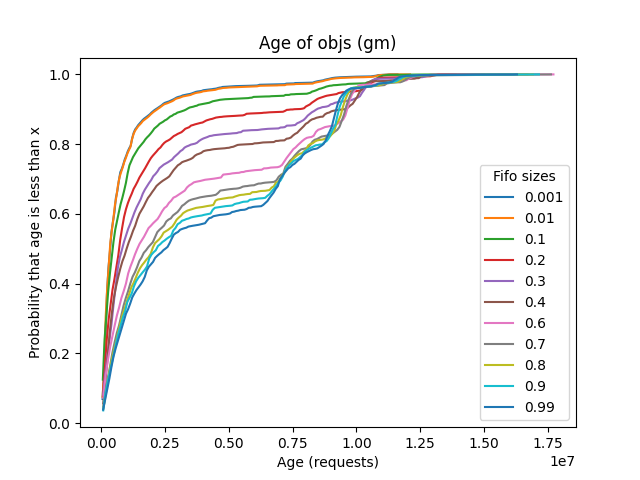 Age of objs (gm)
Probability that age is less than x
1.0
0.8
0.6
0.4
0.2
0.0
Fifo sizes
0.001
0.01
0.1
0.2
0.3
0.4
0.6
0.7
0.8
0.9
0.99
0.00 0.25 0.50 0.75 1.00 1.25 1.50 1.75
1e7
Age (requests)